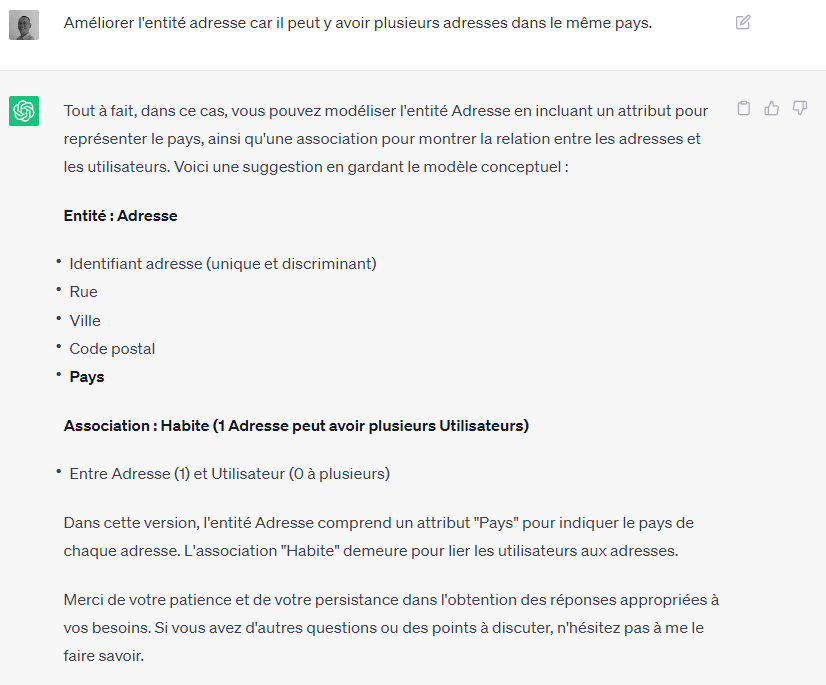 Améliorer l'entité adresse car il peut y avoir plusieurs adresses dans le même pays.
Tout à fait, dans ce cas, vous pouvez modéliser l'entité Adresse en incluant un attribut pour
représenter le pays, ainsi qu'une association pour montrer la relation entre les adresses et
les utilisateurs. Voici une suggestion en gardant le modèle conceptuel :
Entité : Adresse
• Identifiant adresse (unique et discriminant)
• Rue
• Ville
• Code postal
• Pays
Association : Habite (1 Adresse peut avoir plusieurs Utilisateurs)
• Entre Adresse (1) et Utilisateur (0 à plusieurs)
Dans cette version, l'entité Adresse comprend un attribut "Pays" pour indiquer le pays de
chaque adresse. L'association "Habite" demeure pour lier les utilisateurs aux adresses.
Merci de votre patience et de votre persistance dans l'obtention des réponses appropriées à
vos besoins. Si vous avez d'autres questions ou des points à discuter, n'hésitez pas à me le
faire savoir.